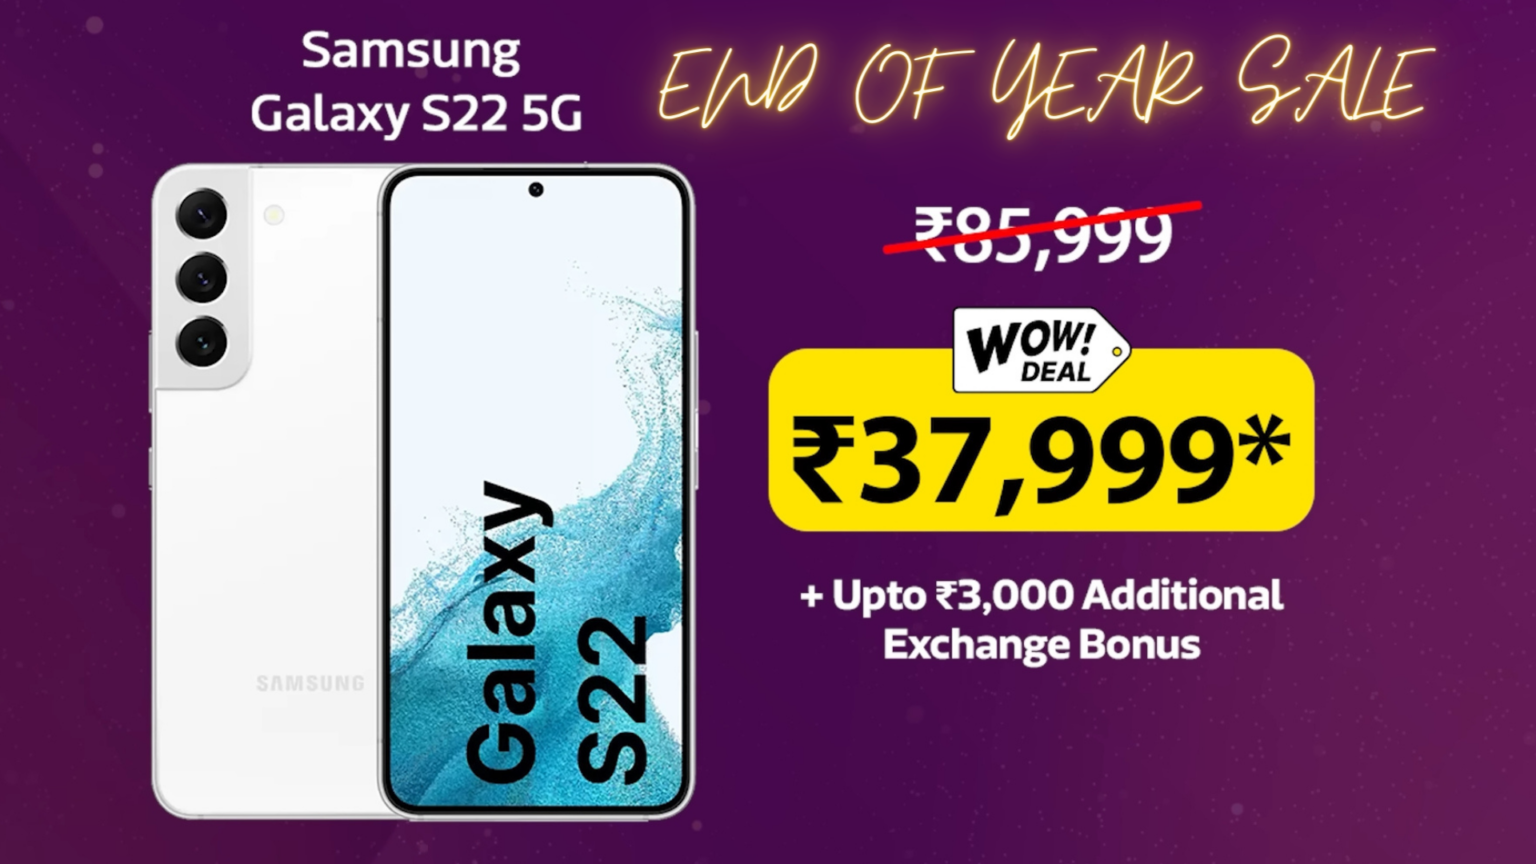 Samsung
Galaxy S22 5G
END OF YEAR SALE
₹85,999
WOW!
DEAL
₹37,999*
+ Upto ₹3,000 Additional
Exchange Bonus
SAMSUNG
Galaxy
S22